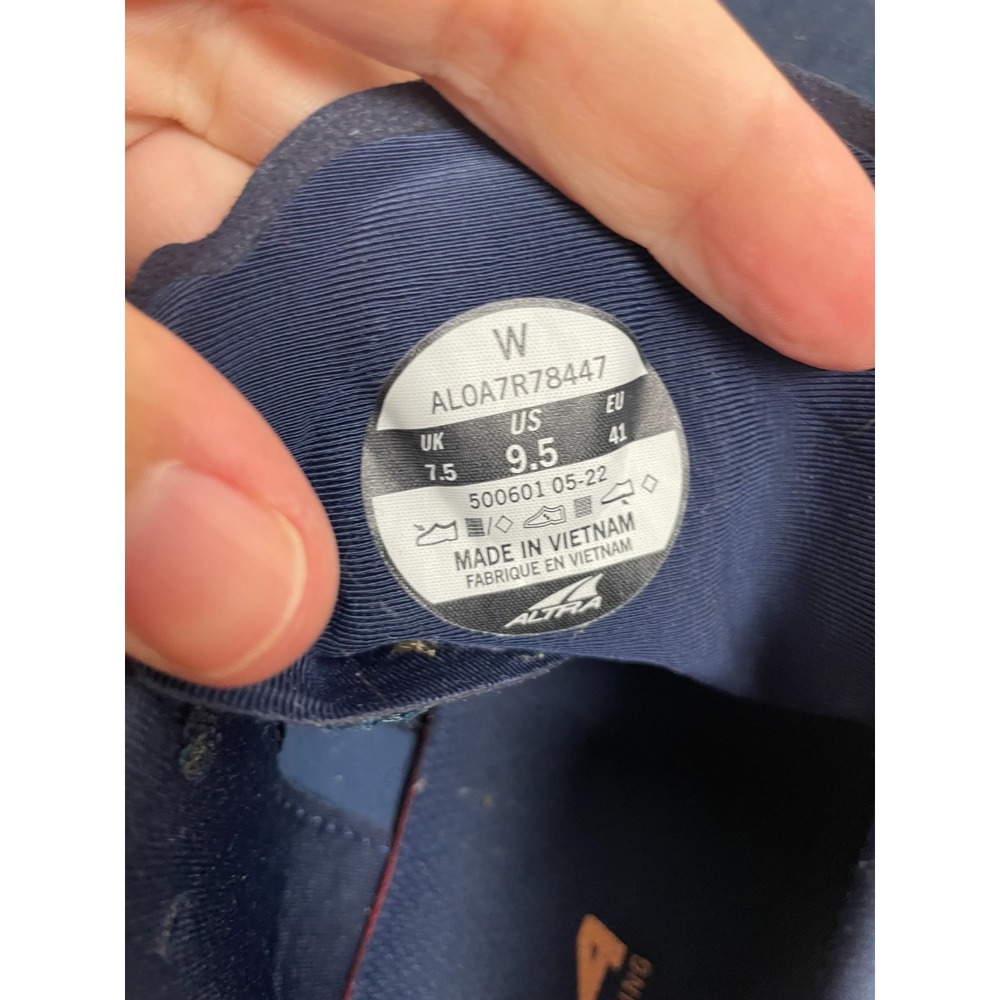 W
AL0A7R78447
UK US EU
7.5 9.5 41
500601 05-22
MADE IN VIETNAM
FABRIQUE EN VIETNAM
ALTRA